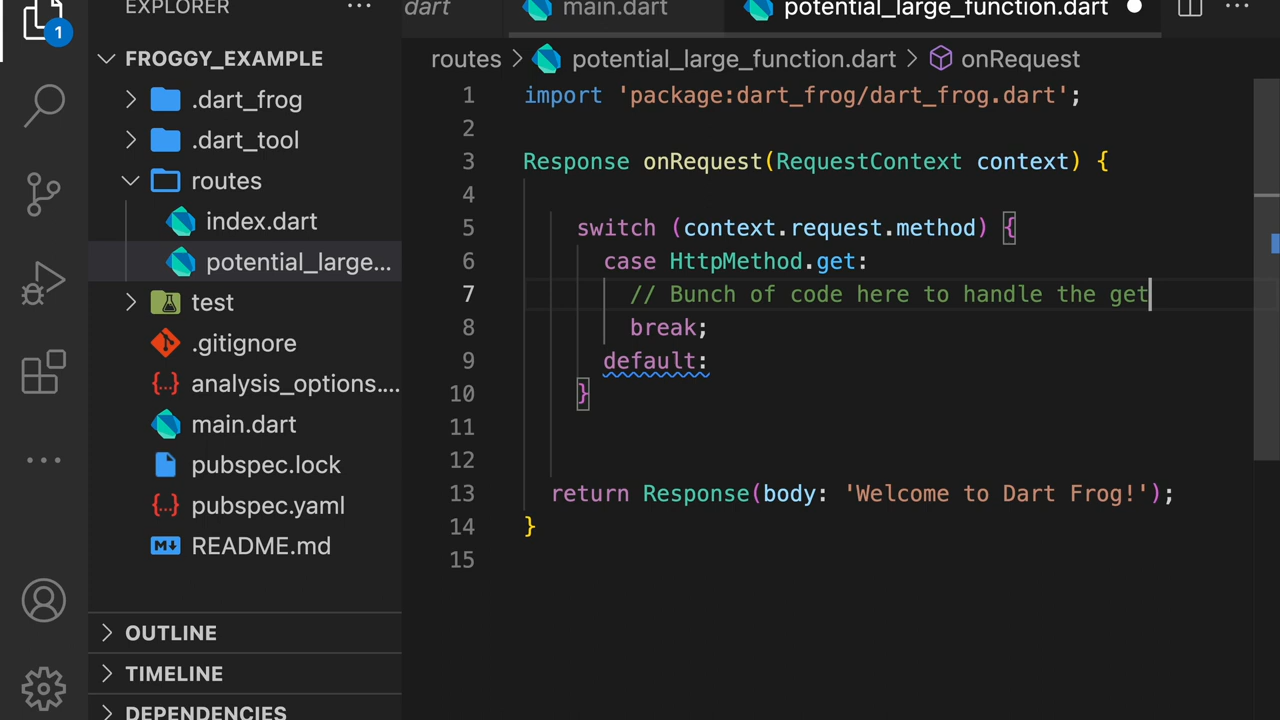 EXPLORER
dart
main.dart
potential_large_function.dart
1
FROGGY_EXAMPLE
.dart_frog
.dart_tool
routes
index.dart
potential_large...
test
.gitignore
analysis_options....
main.dart
pubspec.lock
pubspec.yaml
README.md
OUTLINE
TIMELINE
DEPENDENCIES
routes > potential_large_function.dart > onRequest
1 import 'package:dart_frog/dart_frog.dart';
2
3 Response onRequest(RequestContext context) {
4
5 switch (context.request.method) {
6 case HttpMethod.get:
7 // Bunch of code here to handle the get
8 break;
9 default:
10 }
11
12
13 return Response(body: 'Welcome to Dart Frog!');
14 }
15